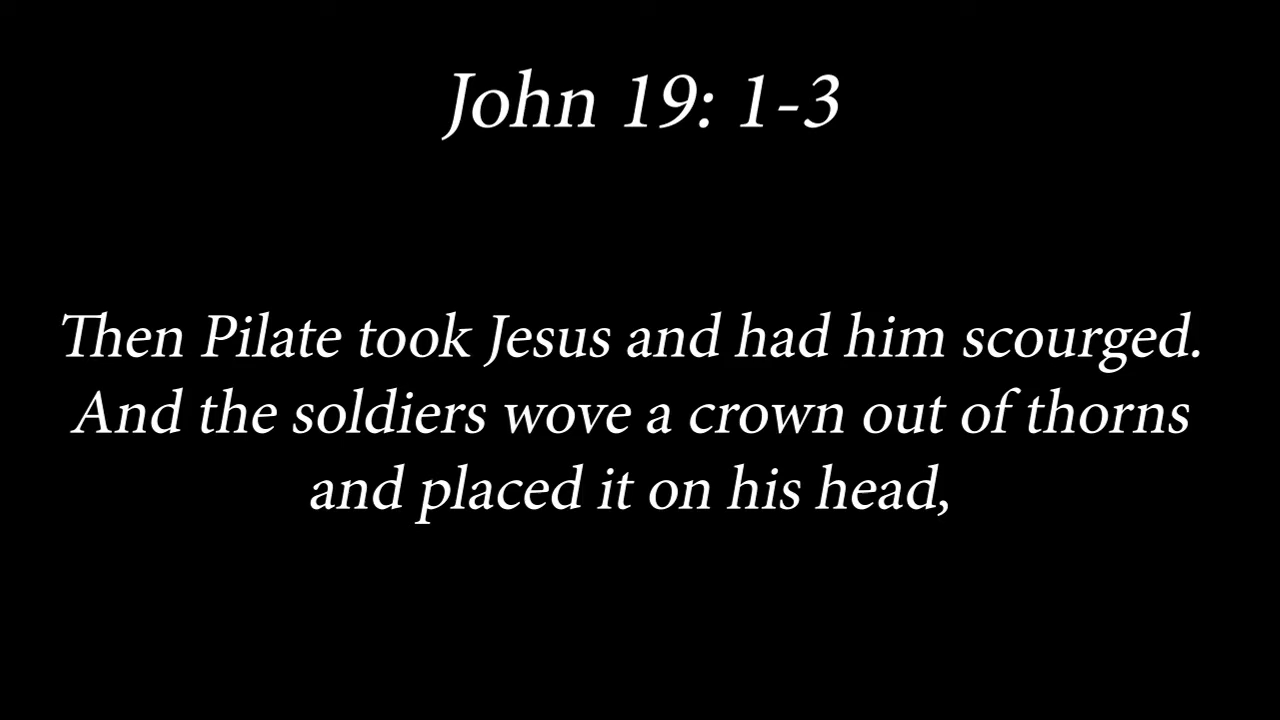 John 19: 1-3
Then Pilate took Jesus and had him scourged.
And the soldiers wove a crown out of thorns
and placed it on his head,